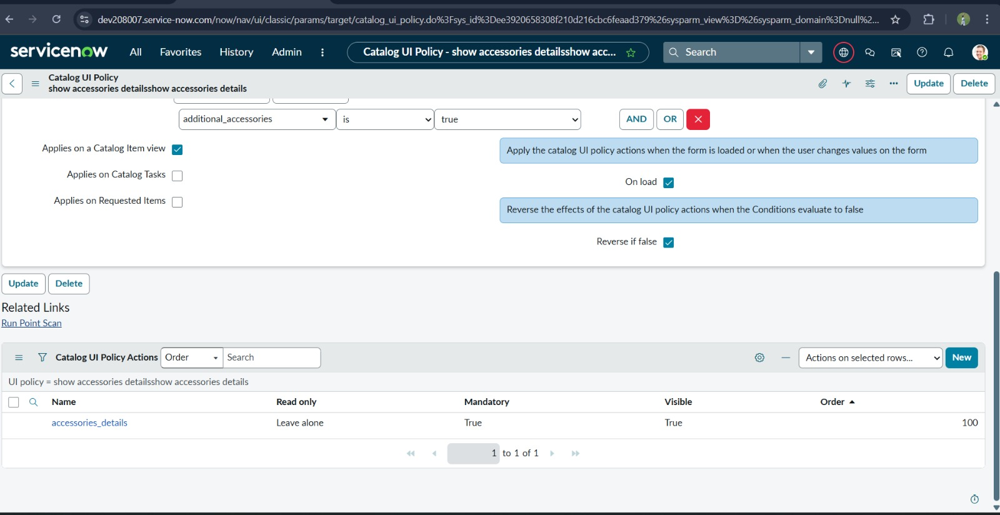 dev208007.service-now.com/now/nav/ui/classic/params/target/catalog_ui_policy.do%3Fsys_id%3Dee3920658308f210d216cbc6feaad379%26sysparm_view%3D%26sysparm_domain%3Dnull%2...
servicenow All Favorites History Admin Catalog UI Policy - show accessories detailsshow acc... Search
Catalog UI Policy
show accessories detailsshow accessories details
Update Delete
additional_accessories is true AND OR
Applies on a Catalog Item view
Apply the catalog UI policy actions when the form is loaded or when the user changes values on the form
Applies on Catalog Tasks
On load
Applies on Requested Items
Reverse the effects of the catalog UI policy actions when the Conditions evaluate to false
Reverse if false
Update Delete
Related Links
Run Point Scan
Catalog UI Policy Actions Order Search Actions on selected rows... New
UI policy = show accessories detailsshow accessories details
Name Read only Mandatory Visible Order
accessories_details Leave alone True True 100
1 to 1 of 1